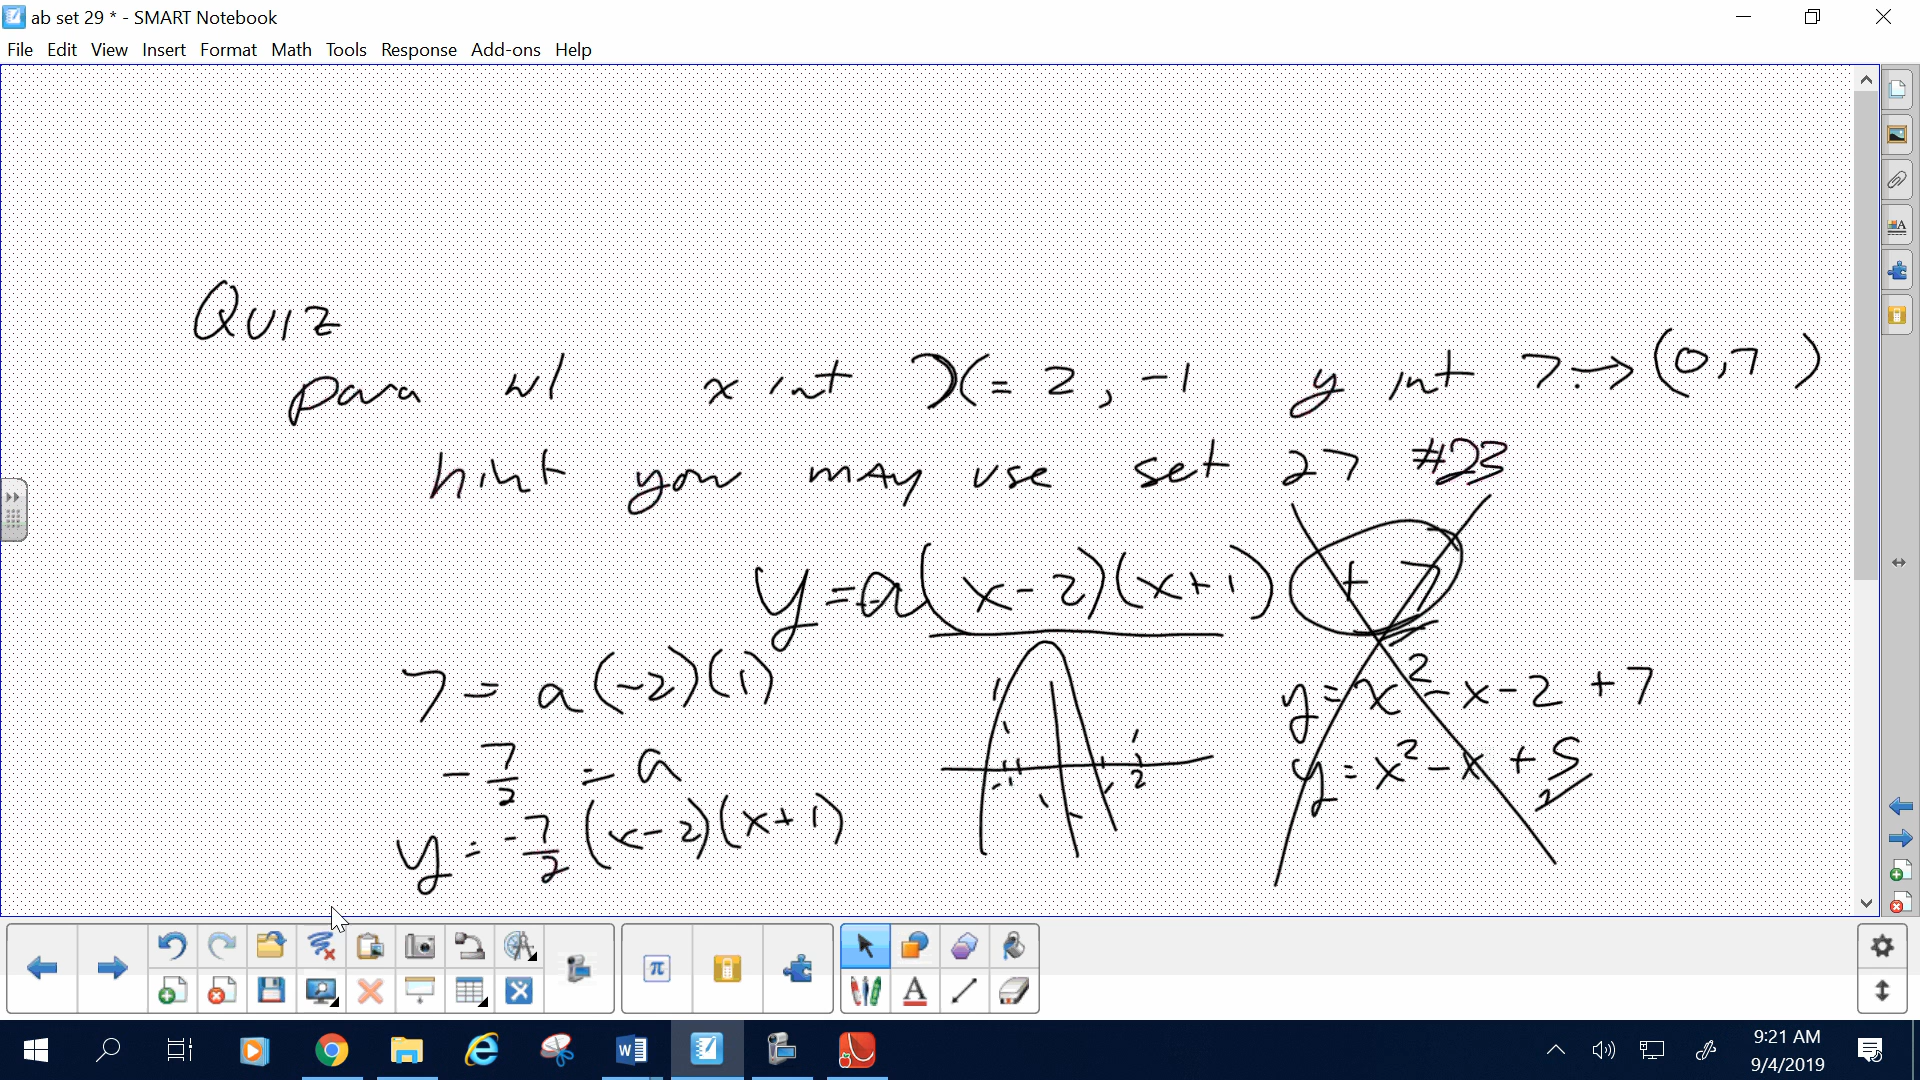 ab set 29 * - SMART Notebook
File Edit View Insert Format Math Tools Response Add-ons Help
Quiz
para w/ x int x = 2, -1 y int 7. → (0,7)
hint you may use set 27 #23
y = a(x-2)(x+1) + 7
7 = a(-2)(1)
y = x² - x - 2 + 7
-7/2 = a
y = x² - x + 5
-1 2
y = -7/2 (x-2)(x+1)
9:21 AM
9/4/2019